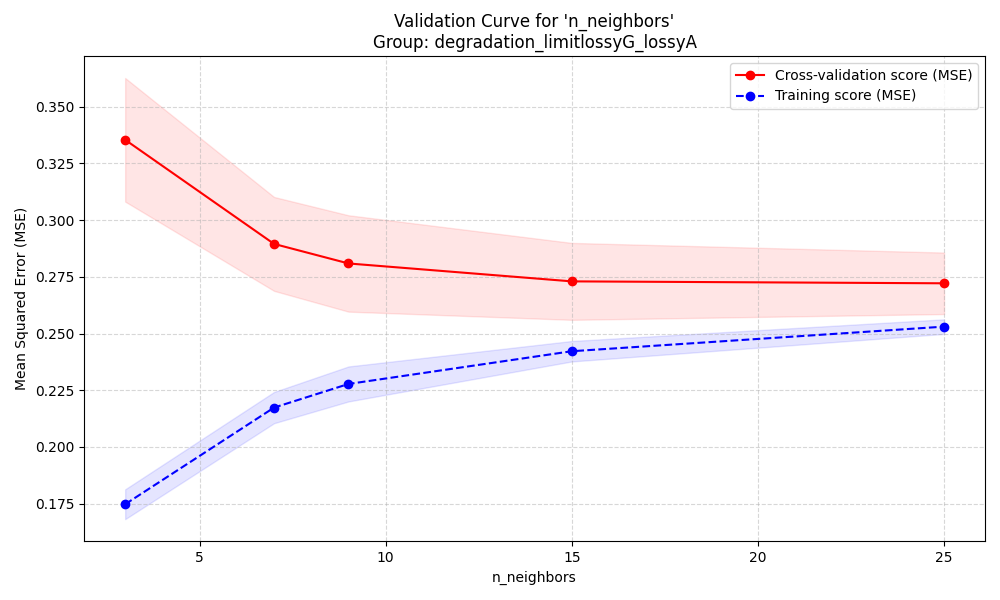 Validation Curve for 'n_neighbors'
Group: degradation_limitlossyG_lossyA
Cross-validation score (MSE)
Training score (MSE)
Mean Squared Error (MSE)
0.350
0.325
0.300
0.275
0.250
0.225
0.200
0.175
5
10
15
20
25
n_neighbors